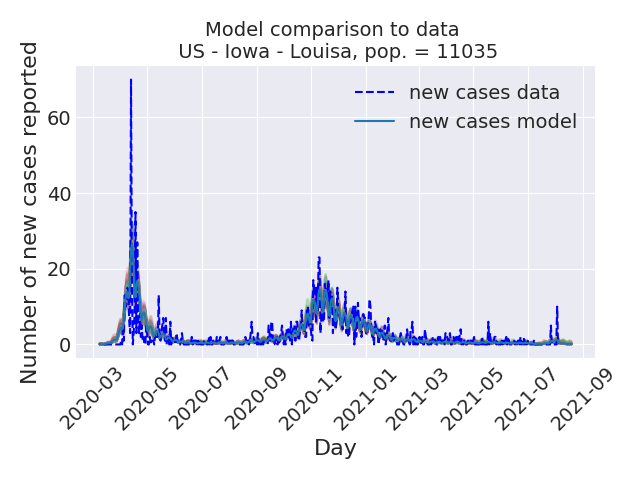 Model comparison to data
US - Iowa - Louisa, pop. = 11035
Number of new cases reported
new cases data
new cases model
60
40
20
0
2020-03
2020-05
2020-07
2020-09
2020-11
2021-01
2021-03
2021-05
2021-07
2021-09
Day